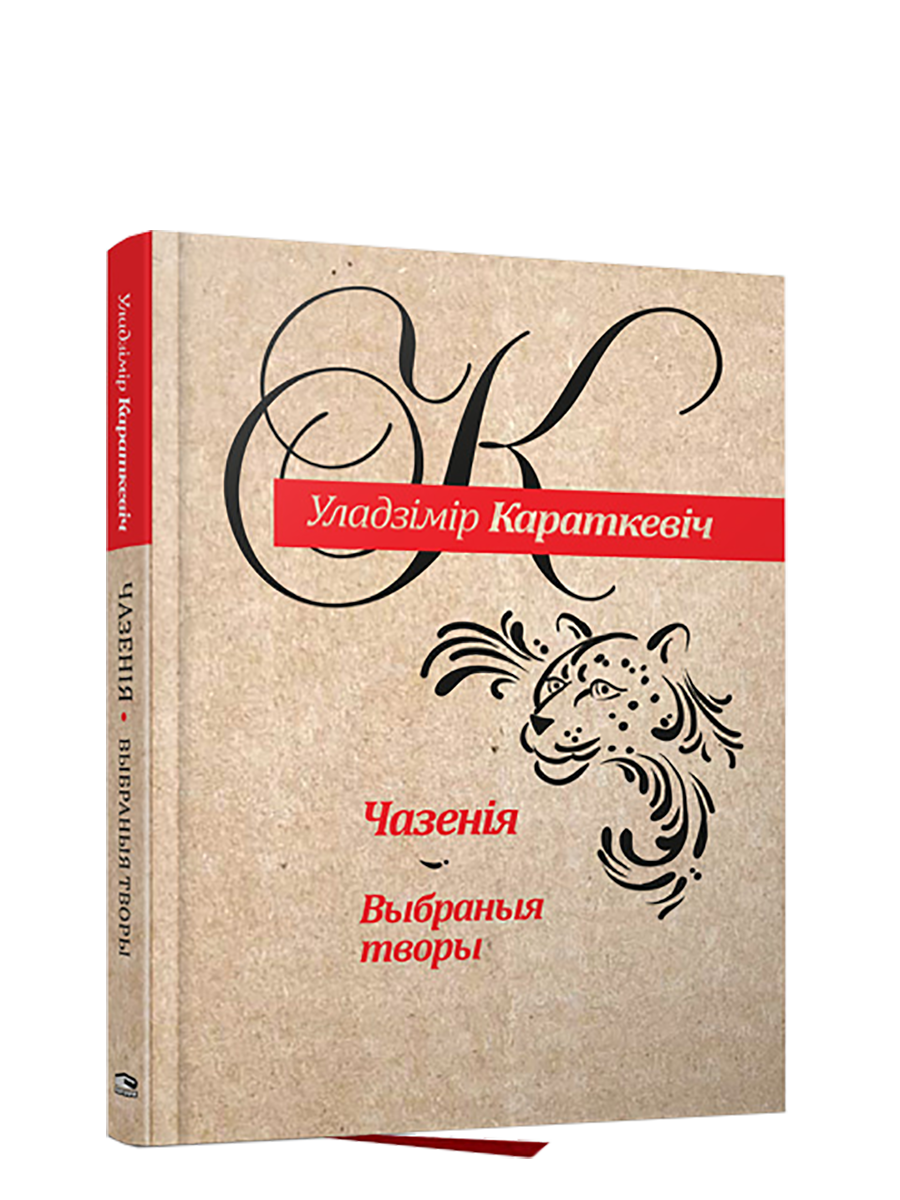 К
Уладзімір Караткевіч
Чазенія
Выбраныя
творы
Уладзімір Караткевіч
ЧАЗЕНІЯ • ВЫБРАНЫЯ ТВОРЫ